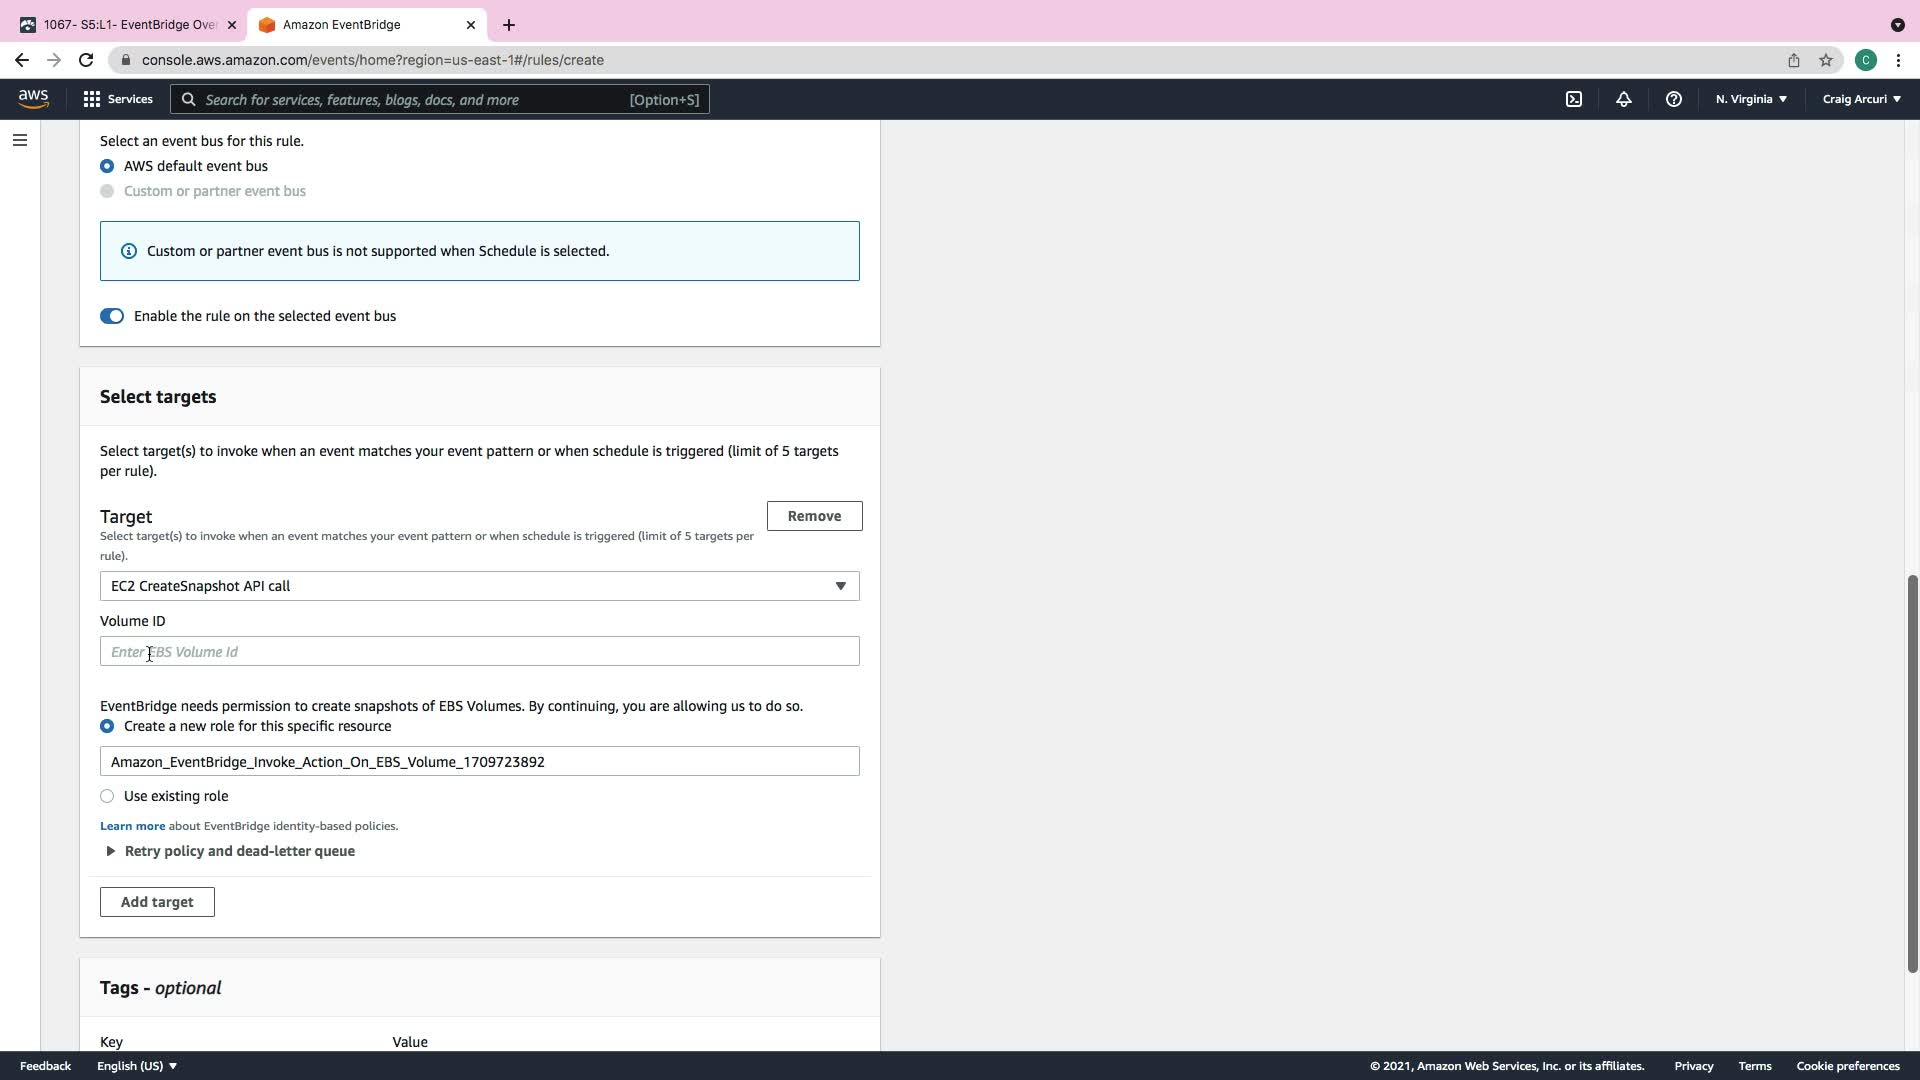 1067- S5:L1- EventBridge Over
Amazon EventBridge
console.aws.amazon.com/events/home?region=us-east-1#/rules/create
C
aws
Services
Search for services, features, blogs, docs, and more
[Option+S]
N. Virginia
Craig Arcuri
Select an event bus for this rule.
AWS default event bus
Custom or partner event bus
Custom or partner event bus is not supported when Schedule is selected.
Enable the rule on the selected event bus
Select targets
Select target(s) to invoke when an event matches your event pattern or when schedule is triggered (limit of 5 targets
per rule).
Target
Remove
Select target(s) to invoke when an event matches your event pattern or when schedule is triggered (limit of 5 targets per
rule).
EC2 CreateSnapshot API call
Volume ID
Enter EBS Volume Id
EventBridge needs permission to create snapshots of EBS Volumes. By continuing, you are allowing us to do so.
Create a new role for this specific resource
Amazon_EventBridge_Invoke_Action_On_EBS_Volume_1709723892
Use existing role
Learn more about EventBridge identity-based policies.
Retry policy and dead-letter queue
Add target
Tags - optional
Key
Value
Feedback
English (US)
© 2021, Amazon Web Services, Inc. or its affiliates.
Privacy
Terms
Cookie preferences